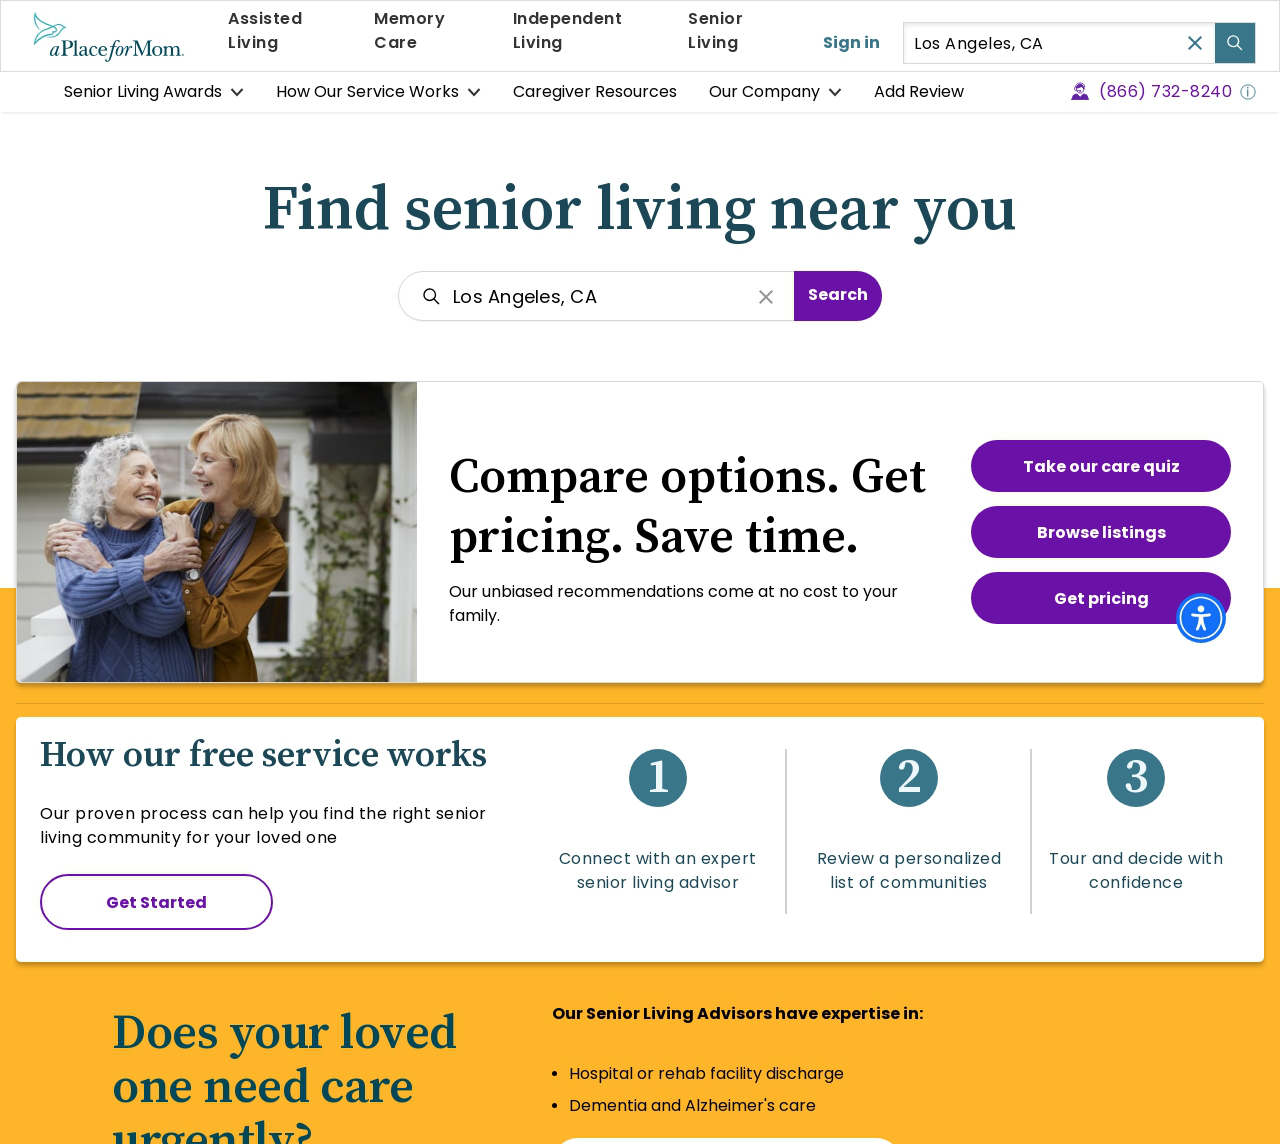 aPlaceforMom.
Assisted Living
Memory Care
Independent Living
Senior Living
Sign in
Los Angeles, CA
Senior Living Awards
How Our Service Works
Caregiver Resources
Our Company
Add Review
(866) 732-8240
Find senior living near you
Los Angeles, CA
Search
Compare options. Get
pricing. Save time.
Our unbiased recommendations come at no cost to your
family.
Take our care quiz
Browse listings
Get pricing
How our free service works
Our proven process can help you find the right senior
living community for your loved one
Get Started
1
Connect with an expert
senior living advisor
2
Review a personalized
list of communities
3
Tour and decide with
confidence
Does your loved
one need care
urgently?
Our Senior Living Advisors have expertise in:
Hospital or rehab facility discharge
Dementia and Alzheimer's care